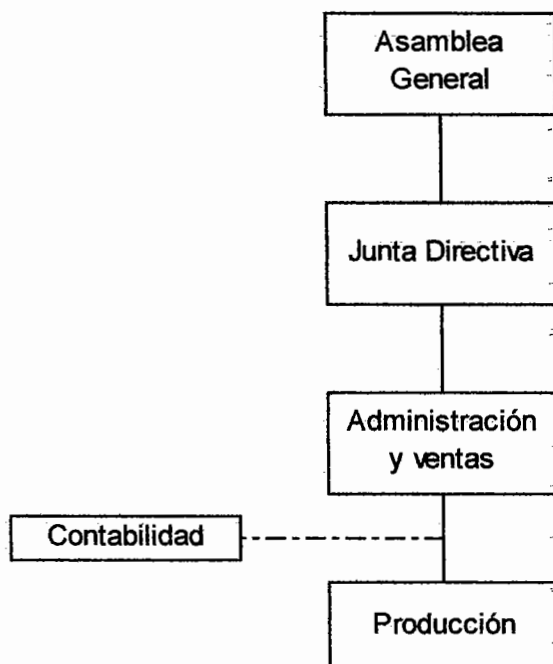 Asamblea
General
Junta Directiva
Administración
y ventas
Contabilidad
Producción